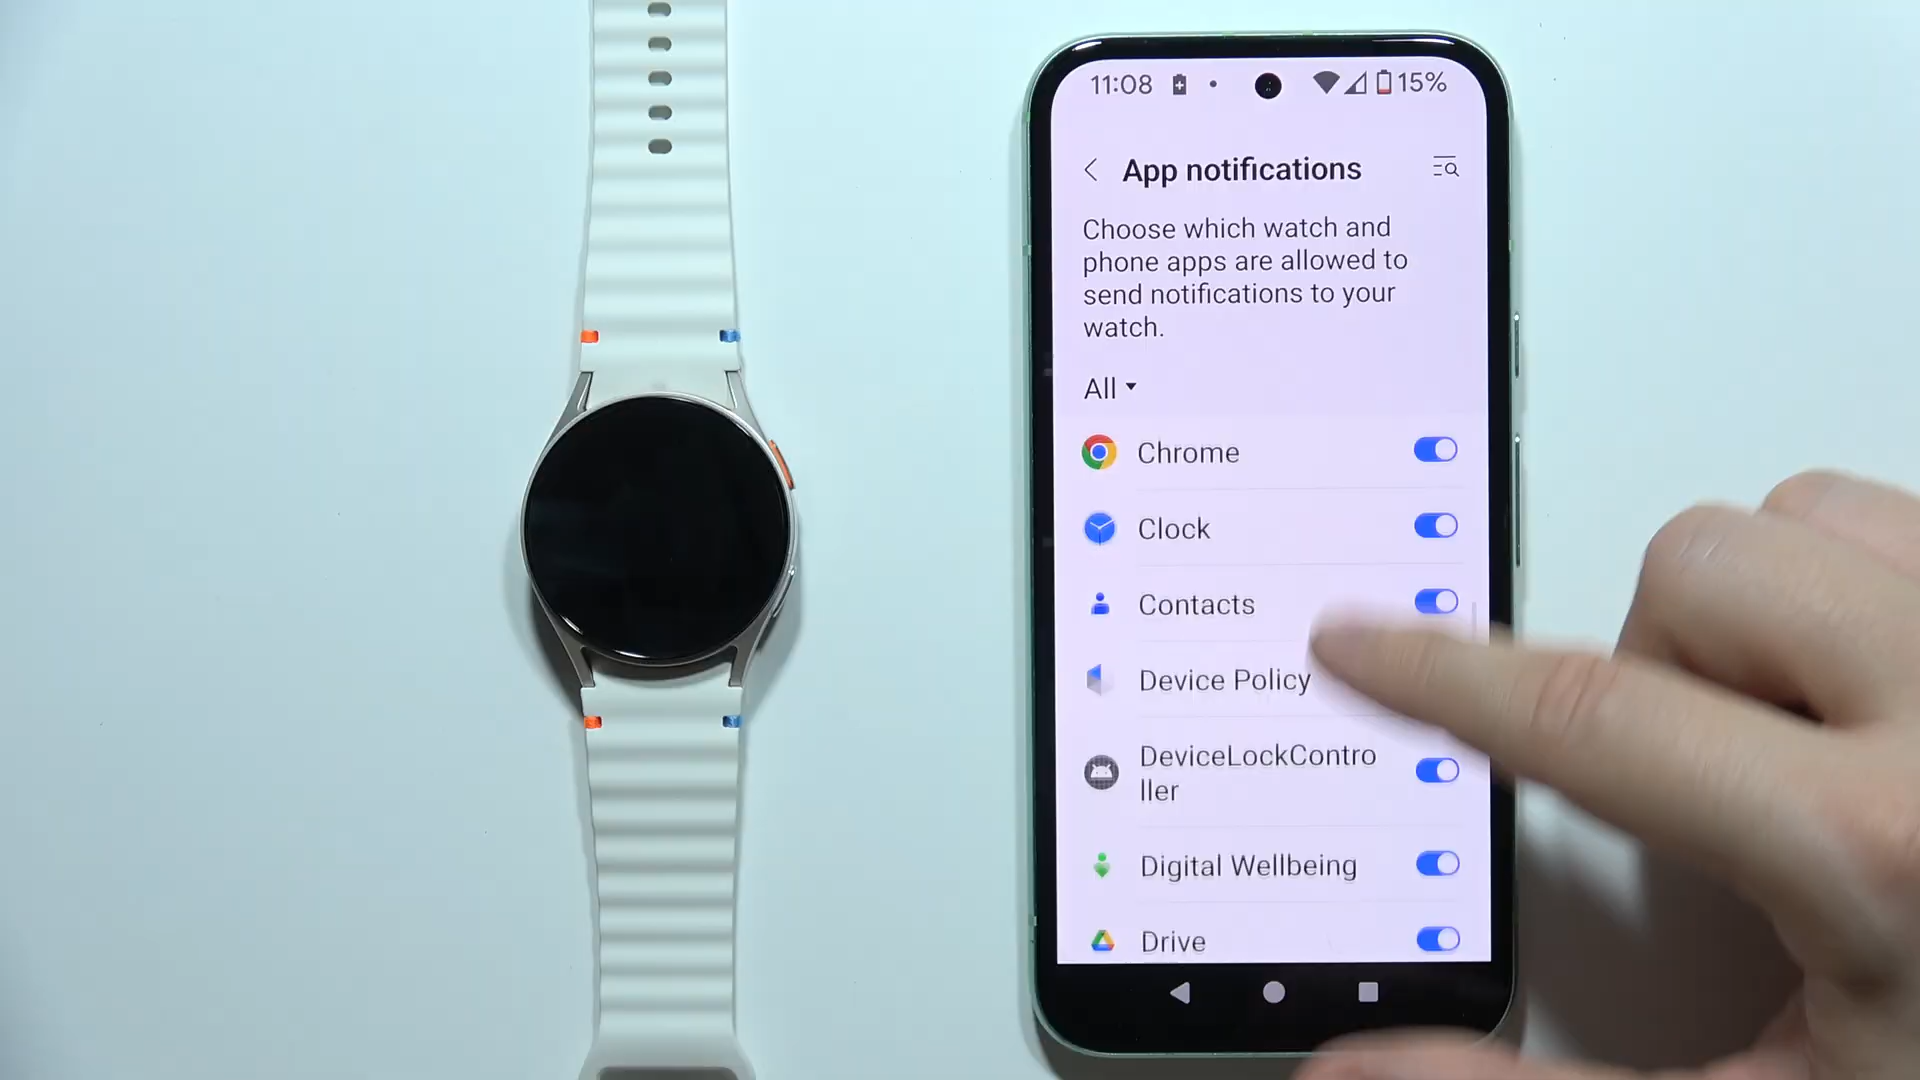 11:08 15%
App notifications
Choose which watch and
phone apps are allowed to
send notifications to your
watch.
All
Chrome
Clock
Contacts
Device Policy
DeviceLockContro
ller
Digital Wellbeing
Drive